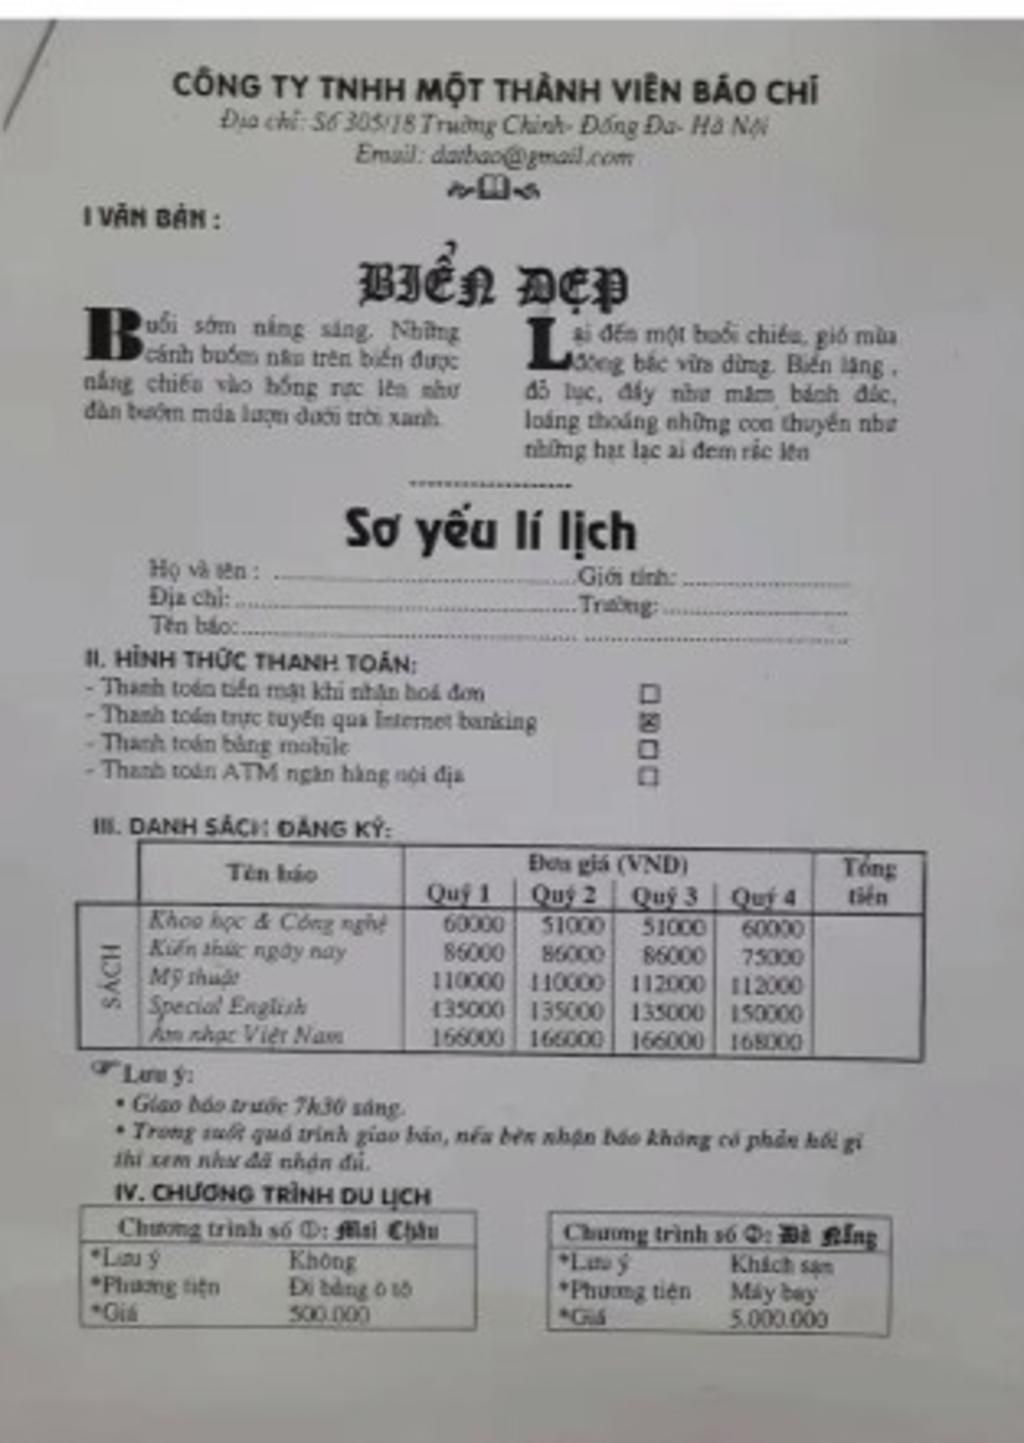 CÔNG TY TNHH MỘT THÀNH VIÊN BÁO CHÍ
Địa chỉ: Số 305/18 Trường Chinh- Đống Đa- Hà Nội
Email: datbao@gmail.com
I VĂN BẢN :
BIỂN ĐẸP
Buổi sớm nắng sáng. Những
cánh buồm nâu trên biển được
nắng chiếu vào hồng rực lên như
đàn bướm múa lượn dưới trời xanh.
Lại đến một buổi chiều, gió mùa
đông bắc vừa dừng. Biển lặng ,
đỏ lục, đầy như mâm bánh đúc,
loáng thoáng những con thuyền như
những hạt lạc ai đem rắc lên
Sơ yếu lí lịch
Họ và tên : Giới tính:
Địa chỉ: Trường:
Tên báo:
II. HÌNH THỨC THANH TOÁN:
- Thanh toán tiền mặt khi nhận hoá đơn ☐
- Thanh toán trực tuyến qua Internet banking ☒
- Thanh toán bằng mobile ☐
- Thanh toán ATM ngân hàng nội địa ☐
III. DANH SÁCH ĐĂNG KÝ:
Tên báo Đơn giá (VND) Tổng tiền
Quý 1 Quý 2 Quý 3 Quý 4
SÁCH
Khoa học & Công nghệ 60000 51000 51000 60000
Kiến thức ngày nay 86000 86000 86000 75000
Mỹ thuật 110000 110000 112000 112000
Special English 135000 135000 135000 150000
Âm nhạc Việt Nam 166000 166000 166000 168000
☞Lưu ý:
• Giao báo trước 7h30 sáng.
• Trong suốt quá trình giao báo, nếu bên nhận báo không có phản hồi gì
thì xem như đã nhận đủ.
IV. CHƯƠNG TRÌNH DU LỊCH
Chương trình số ①: Mai Châu
*Lưu ý Không
*Phương tiện Đi bằng ô tô
*Giá 500.000
Chương trình số ②: Đà Nẵng
*Lưu ý Khách sạn
*Phương tiện Máy bay
*Giá 5.000.000